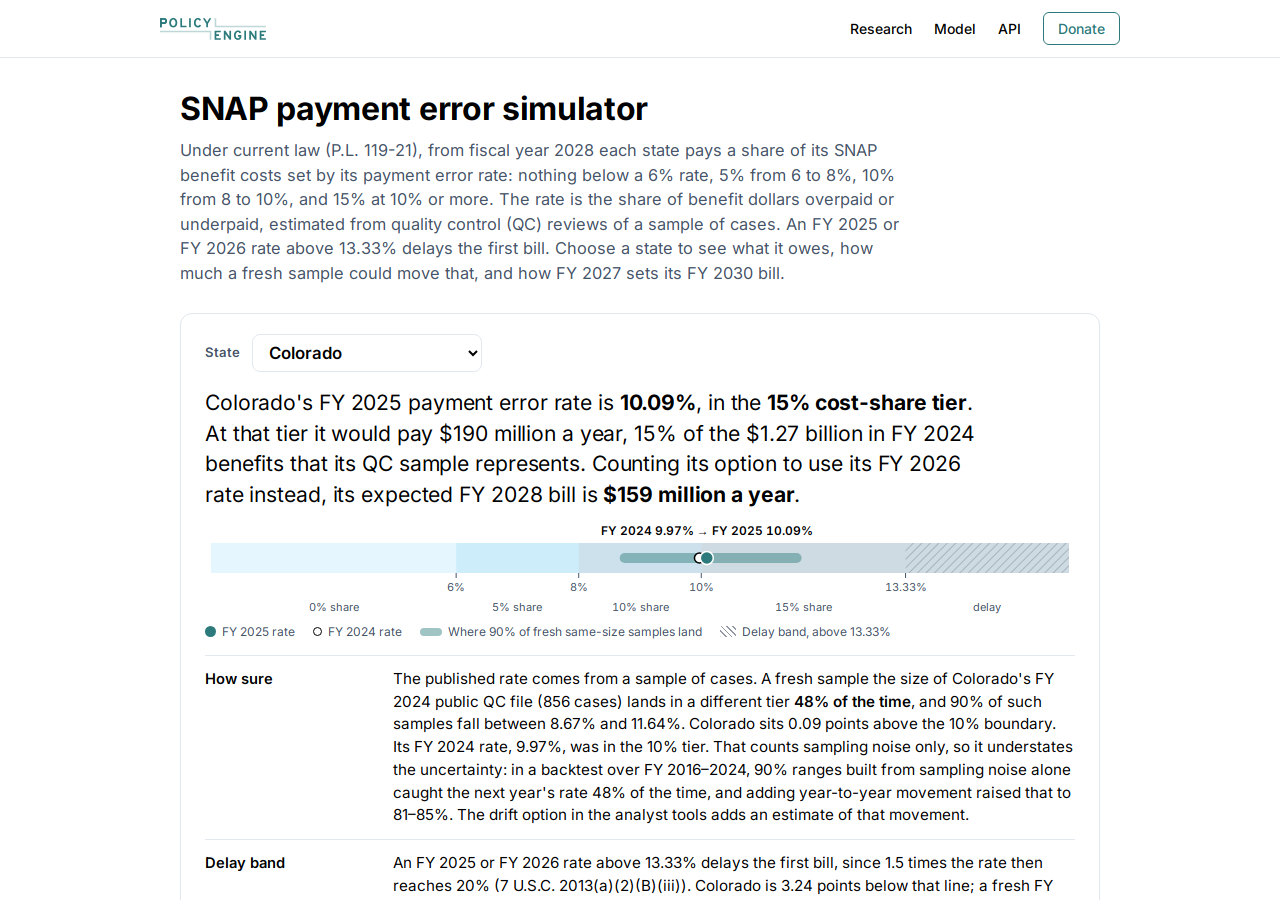 POLICY
ENGINE
Research Model API Donate
SNAP payment error simulator
Under current law (P.L. 119-21), from fiscal year 2028 each state pays a share of its SNAP
benefit costs set by its payment error rate: nothing below a 6% rate, 5% from 6 to 8%, 10%
from 8 to 10%, and 15% at 10% or more. The rate is the share of benefit dollars overpaid or
underpaid, estimated from quality control (QC) reviews of a sample of cases. An FY 2025 or
FY 2026 rate above 13.33% delays the first bill. Choose a state to see what it owes, how
much a fresh sample could move that, and how FY 2027 sets its FY 2030 bill.
State Colorado
Colorado's FY 2025 payment error rate is 10.09%, in the 15% cost-share tier.
At that tier it would pay $190 million a year, 15% of the $1.27 billion in FY 2024
benefits that its QC sample represents. Counting its option to use its FY 2026
rate instead, its expected FY 2028 bill is $159 million a year.
FY 2024 9.97% → FY 2025 10.09%
6% 8% 10% 13.33%
0% share 5% share 10% share 15% share delay
FY 2025 rate FY 2024 rate Where 90% of fresh same-size samples land Delay band, above 13.33%
How sure
The published rate comes from a sample of cases. A fresh sample the size of Colorado's FY
2024 public QC file (856 cases) lands in a different tier 48% of the time, and 90% of such
samples fall between 8.67% and 11.64%. Colorado sits 0.09 points above the 10% boundary.
Its FY 2024 rate, 9.97%, was in the 10% tier. That counts sampling noise only, so it understates
the uncertainty: in a backtest over FY 2016–2024, 90% ranges built from sampling noise alone
caught the next year's rate 48% of the time, and adding year-to-year movement raised that to
81–85%. The drift option in the analyst tools adds an estimate of that movement.
Delay band
An FY 2025 or FY 2026 rate above 13.33% delays the first bill, since 1.5 times the rate then
reaches 20% (7 U.S.C. 2013(a)(2)(B)(iii)). Colorado is 3.24 points below that line; a fresh FY